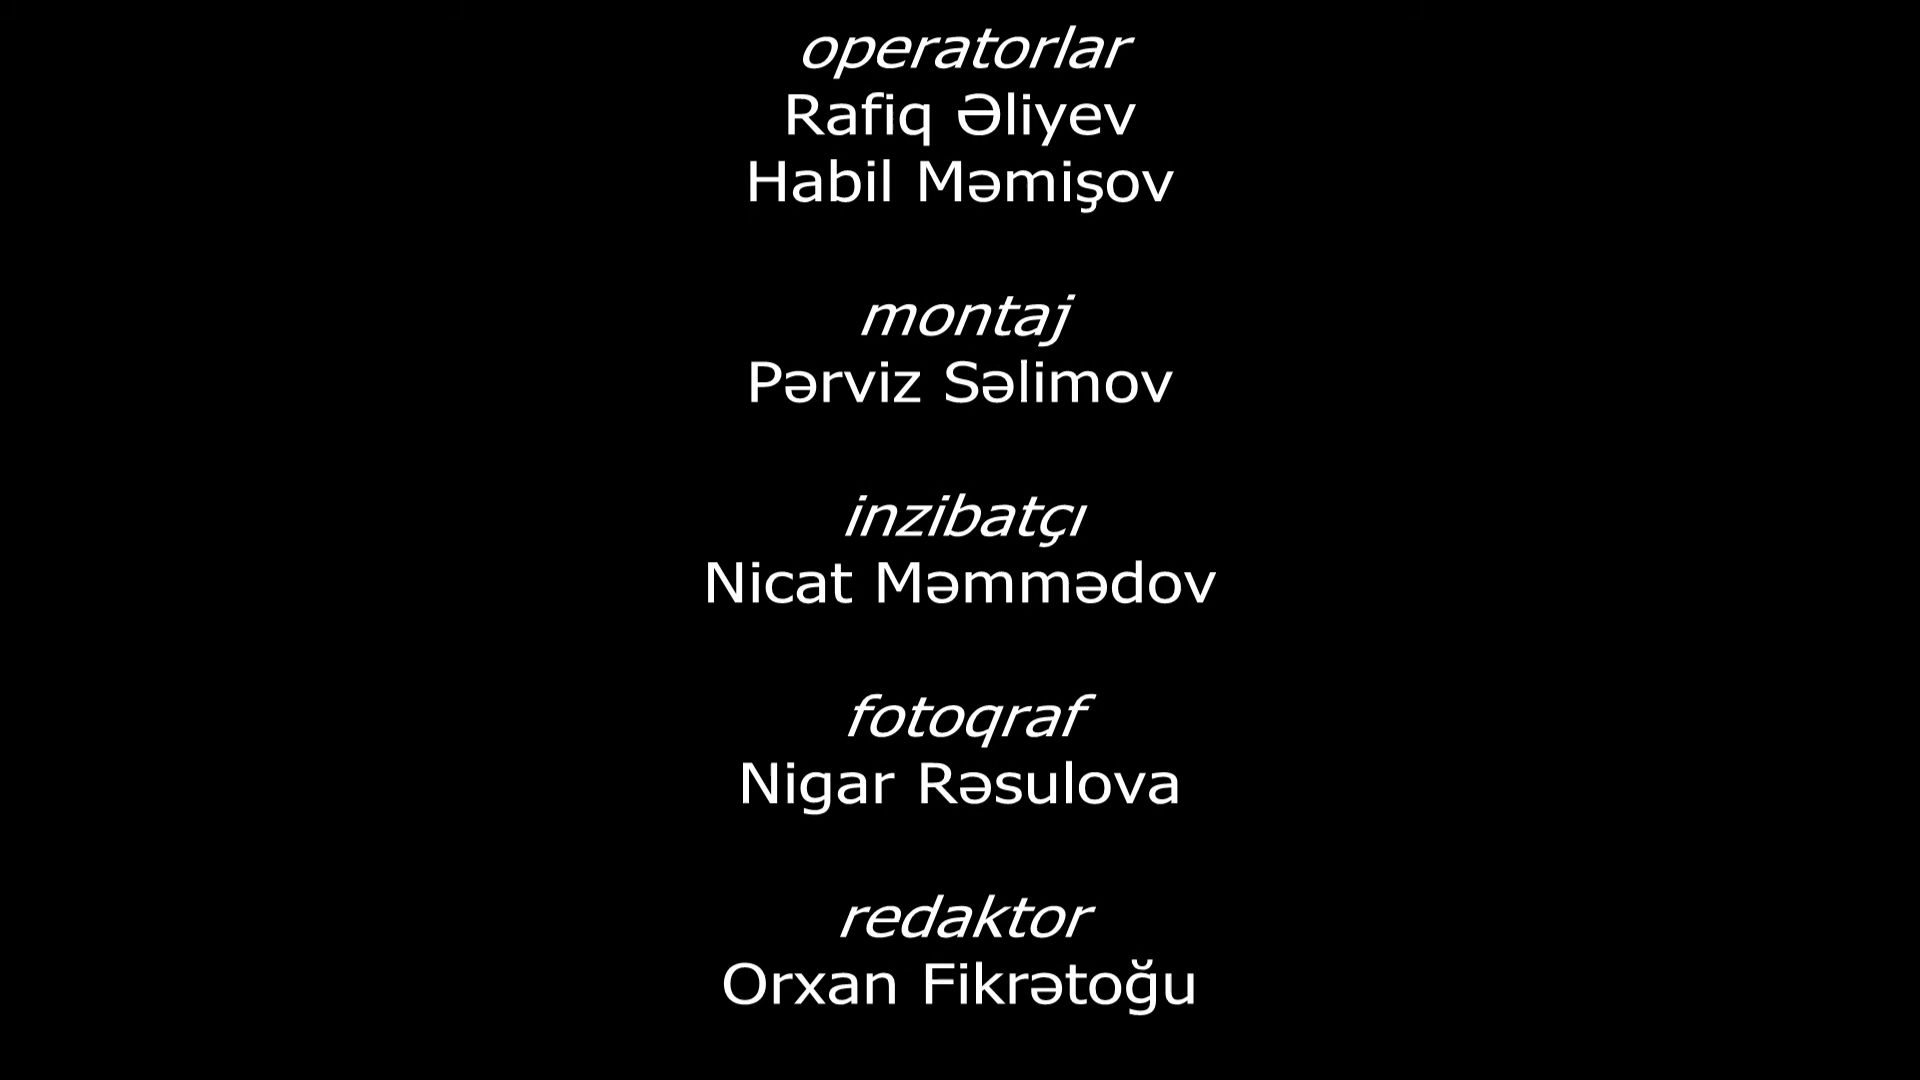 operatorlar
Rafiq Əliyev
Habil Məmişov
montaj
Pərviz Səlimov
inzibatçı
Nicat Məmmədov
fotoqraf
Nigar Rəsulova
redaktor
Orxan Fikrətoğu